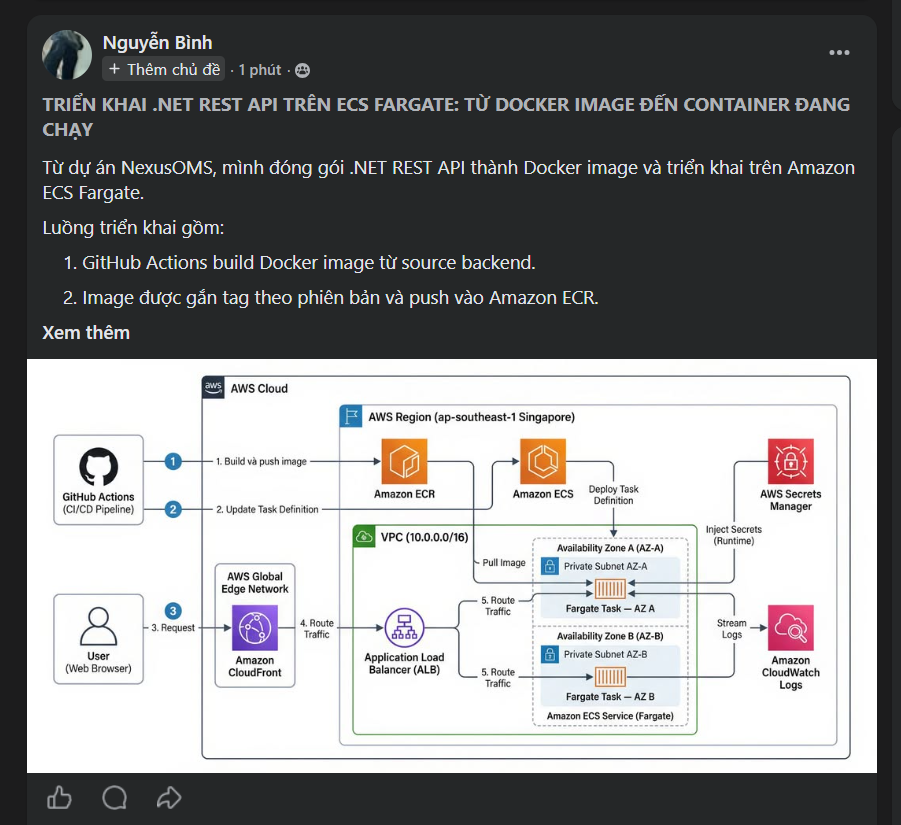 Nguyễn Bình
+ Thêm chủ đề · 1 phút ·
TRIỂN KHAI .NET REST API TRÊN ECS FARGATE: TỪ DOCKER IMAGE ĐẾN CONTAINER ĐANG
CHẠY
Từ dự án NexusOMS, mình đóng gói .NET REST API thành Docker image và triển khai trên Amazon
ECS Fargate.
Luồng triển khai gồm:
1. GitHub Actions build Docker image từ source backend.
2. Image được gắn tag theo phiên bản và push vào Amazon ECR.
Xem thêm
aws
AWS Cloud
AWS Region (ap-southeast-1 Singapore)
GitHub Actions
(CI/CD Pipeline)
1
1. Build và push image
2
2. Update Task Definition
Amazon ECR
Amazon ECS
Deploy Task
Definition
AWS Secrets
Manager
Inject Secrets
(Runtime)
VPC (10.0.0.0/16)
Pull Image
Availability Zone A (AZ-A)
Private Subnet AZ-A
Fargate Task — AZ A
AWS Global
Edge Network
Amazon
CloudFront
User
(Web Browser)
3
3. Request
4. Route
Traffic
Application Load
Balancer (ALB)
5. Route
Traffic
5. Route
Traffic
Availability Zone B (AZ-B)
Private Subnet AZ-B
Fargate Task — AZ B
Amazon ECS Service (Fargate)
Stream
Logs
Amazon
CloudWatch
Logs